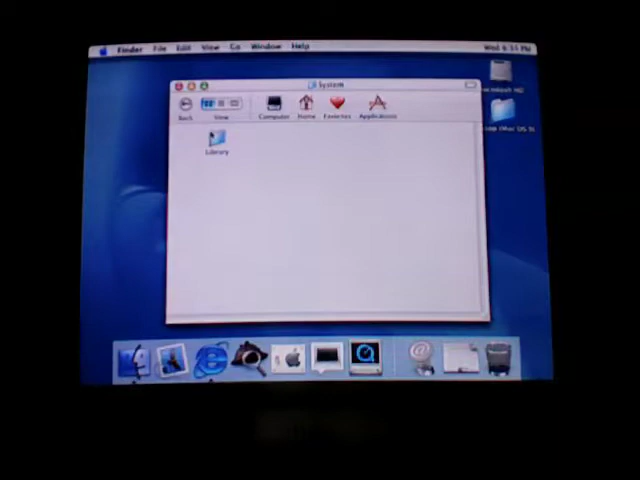 Finder File Edit View Go Window Help
System
Back View Computer Home Favorites Applications
Library
@